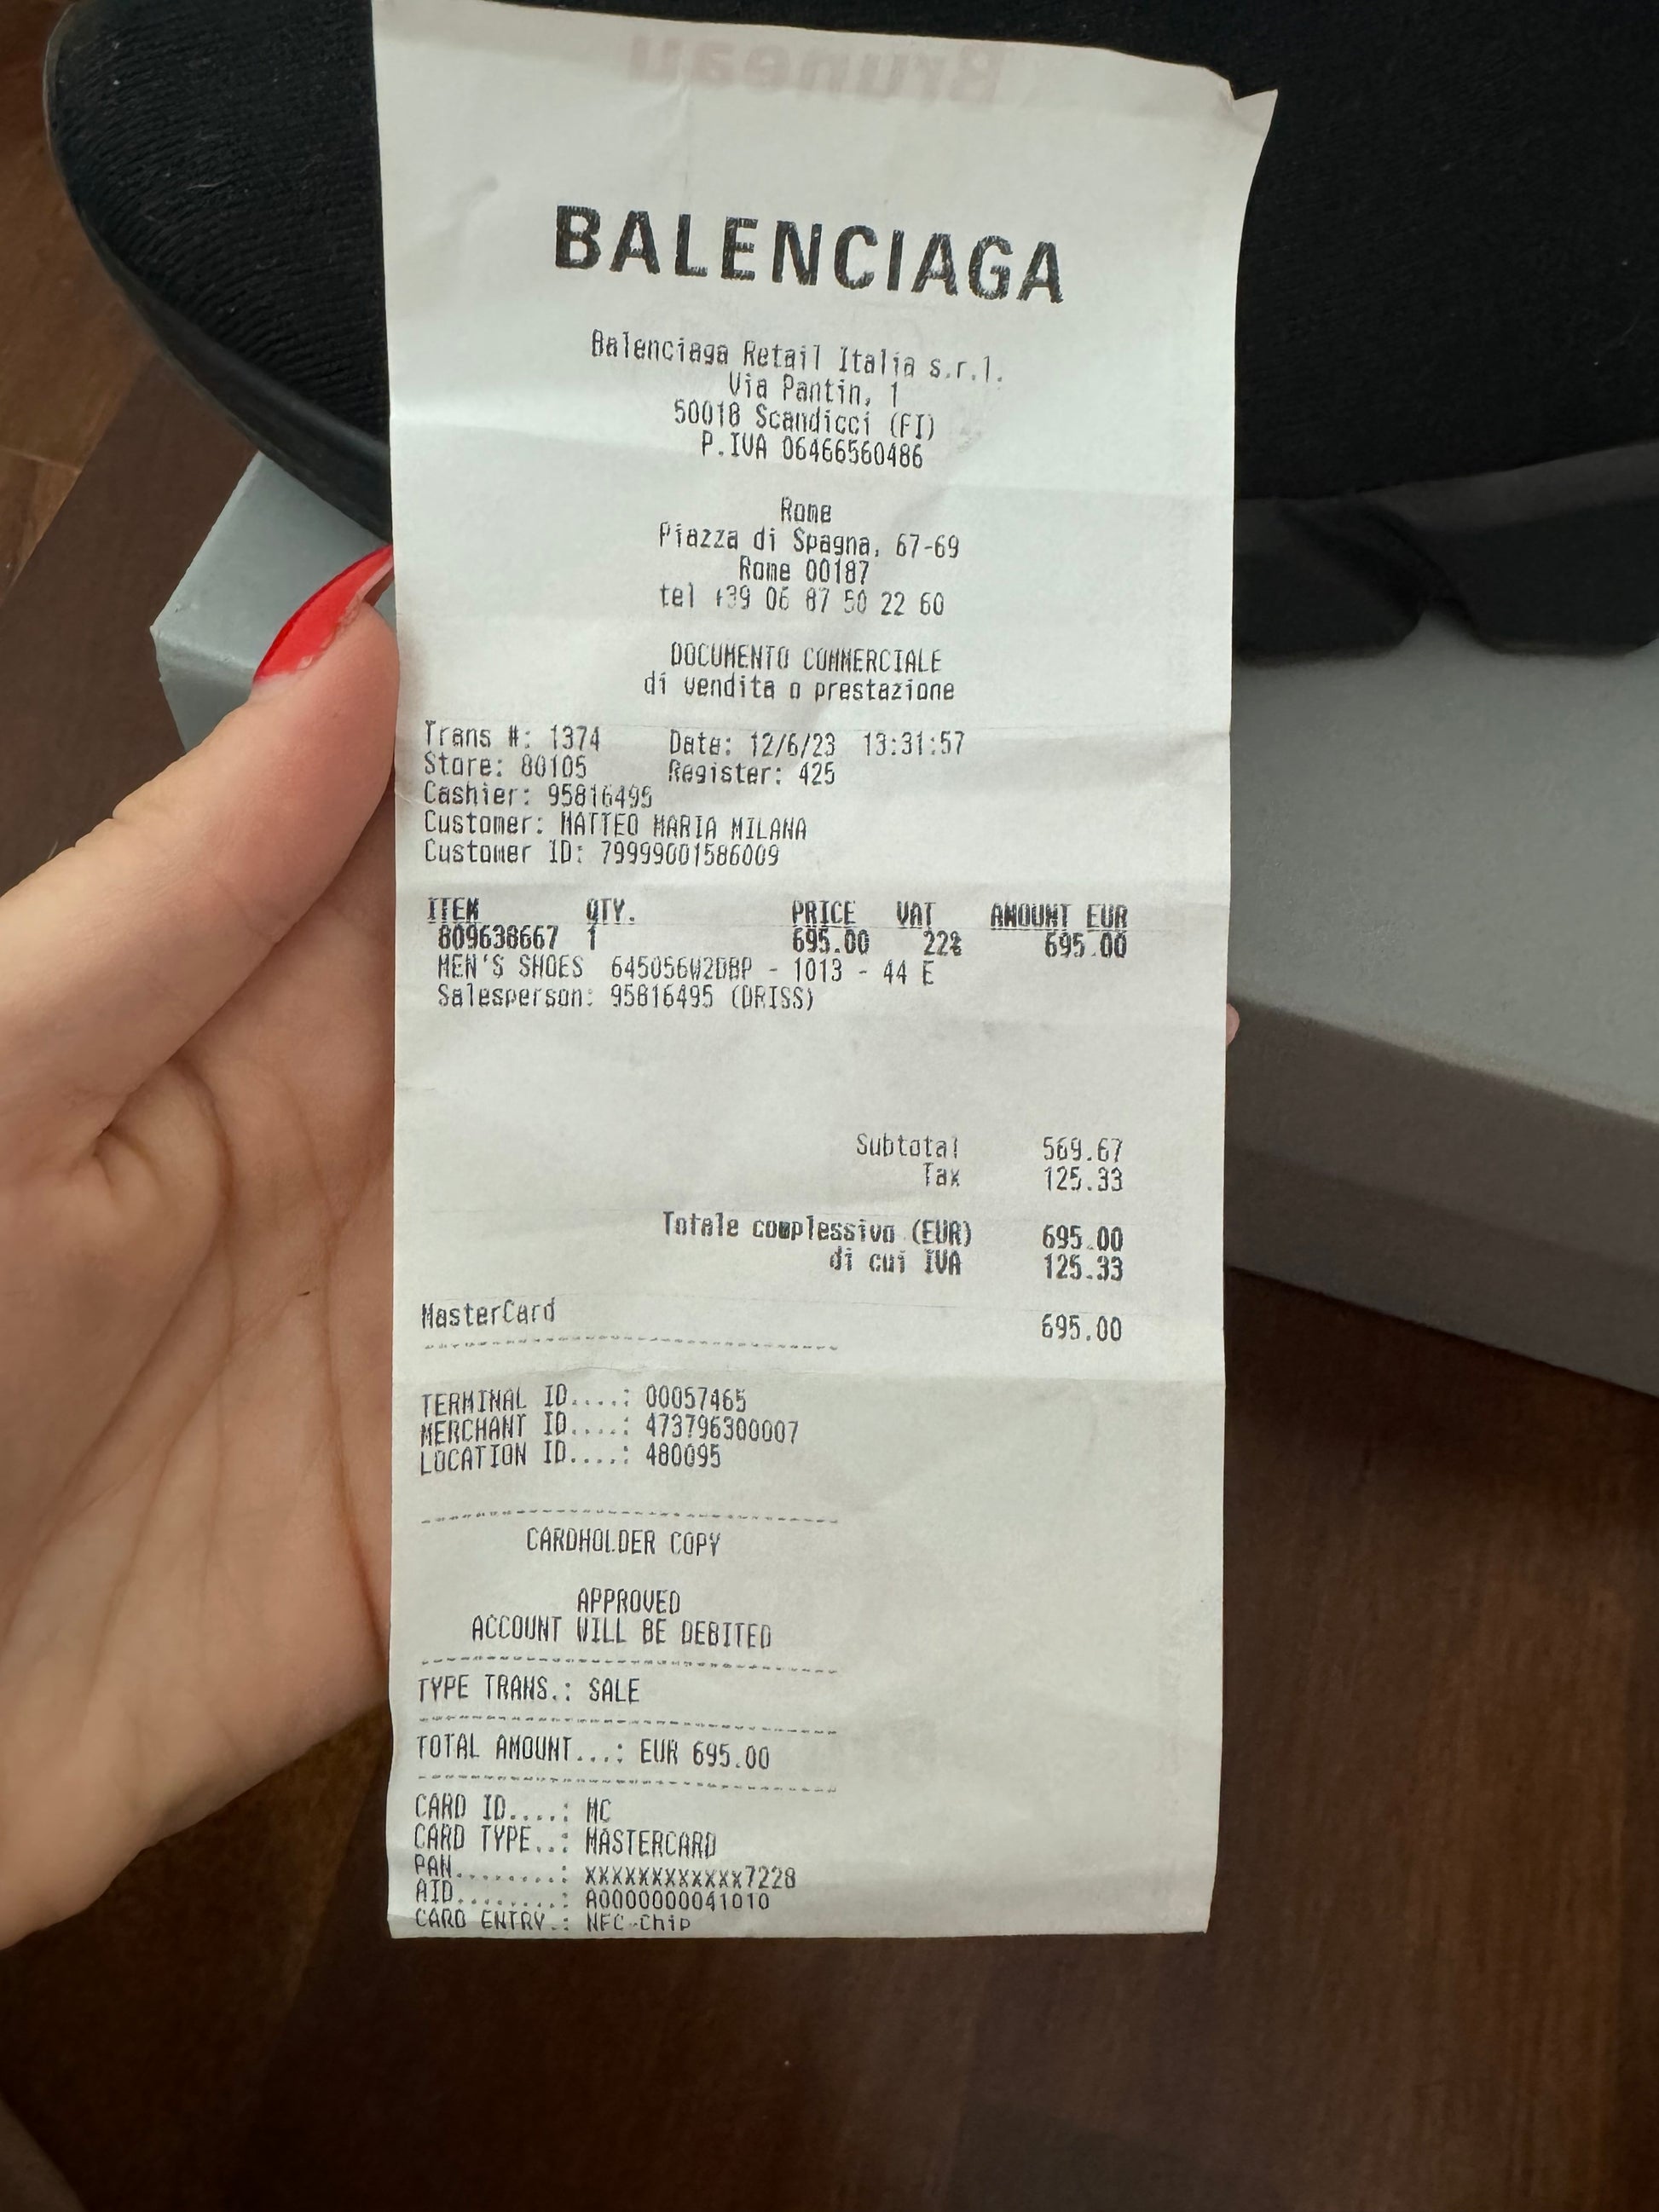 Bruneau
BALENCIAGA
Balenciaga Retail Italia s.r.l.
Via Pantin, 1
50018 Scandicci (FI)
P.IVA 06466560486
Rome
Piazza di Spagna, 67-69
Rome 00187
tel +39 06 87 50 22 60
DOCUMENTO COMMERCIALE
di vendita o prestazione
Trans #: 1374 Date: 12/6/23 13:31:57
Store: 80105 Register: 425
Cashier: 95816495
Customer: MATTEO MARIA MILANA
Customer ID: 79999001586009
ITEM QTY. PRICE VAT AMOUNT EUR
809638667 1 695.00 22% 695.00
MEN'S SHOES 645056W2DBP - 1013 - 44 E
Salesperson: 95816495 (DRISS)
Subtotal 569.67
Tax 125.33
Totale complessivo (EUR) 695.00
di cui IVA 125.33
MasterCard 695.00
TERMINAL ID....: 00057465
MERCHANT ID....: 473796300007
LOCATION ID....: 480095
CARDHOLDER COPY
APPROVED
ACCOUNT WILL BE DEBITED
TYPE TRANS.: SALE
TOTAL AMOUNT...: EUR 695.00
CARD ID....: MC
CARD TYPE..: MASTERCARD
PAN.........: xxxxxxxxxxxx7228
AID........: A0000000041010
CARD ENTRY.: NFC-Chip